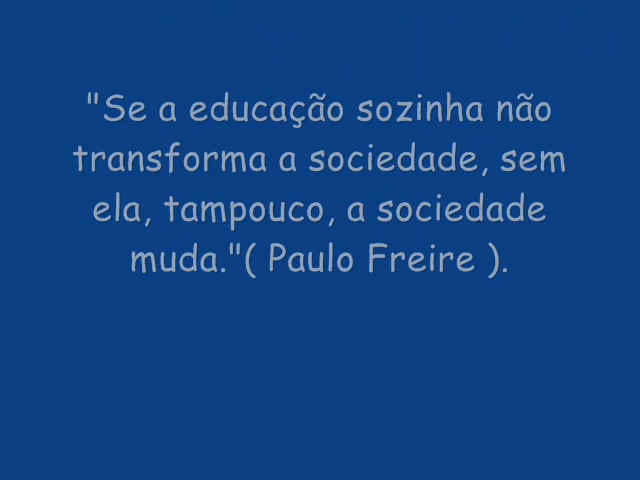 "Se a educação sozinha não
transforma a sociedade, sem
ela, tampouco, a sociedade
muda."( Paulo Freire ).